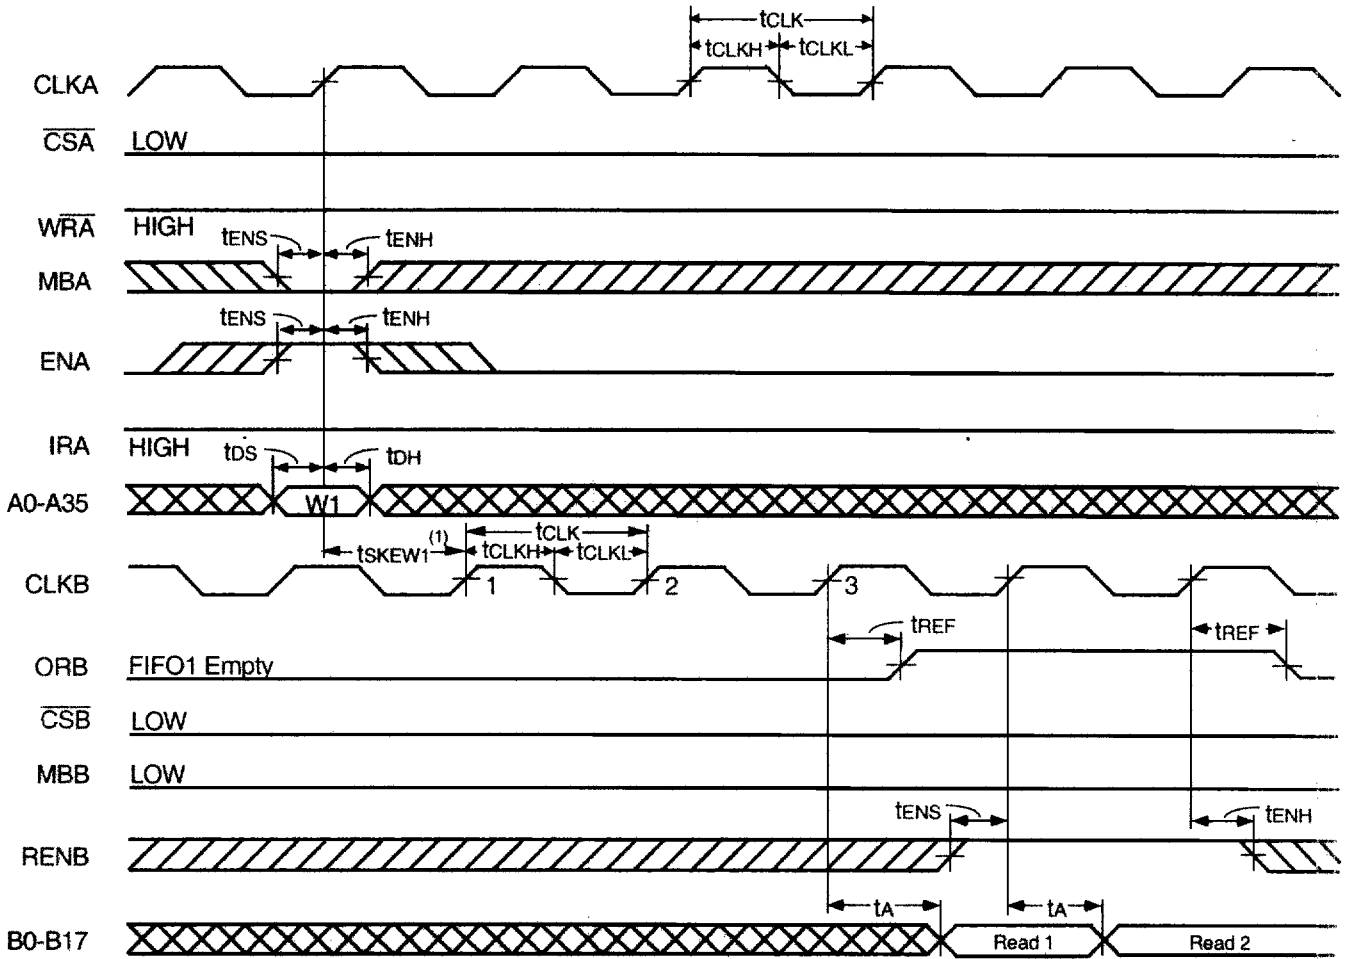 tCLK
tCLKH tCLKL
CLKA
CSA LOW
WRA HIGH
tENS tENH
MBA
tENS tENH
ENA
IRA HIGH
tDS tDH
A0-A35 W1
tCLK
tSKEW1(1) tCLKH tCLKL
CLKB 1 2 3
tREF tREF
ORB FIFO1 Empty
CSB LOW
MBB LOW
tENS tENH
RENB
tA tA
B0-B17 Read 1 Read 2